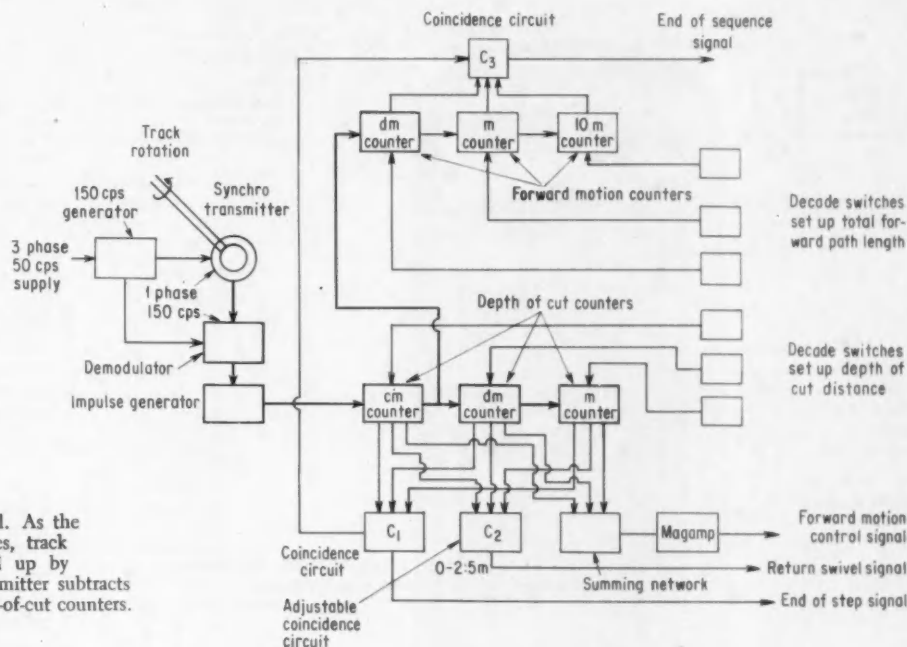 Coincidence circuit
End of sequence
signal
C3
dm
counter
m
counter
10 m
counter
Forward motion counters
Decade switches
set up total for-
ward path length
Track
rotation
Synchro
transmitter
150 cps
generator
3 phase
50 cps
supply
1 phase
150 cps
Demodulator
Impulse generator
Depth of cut counters
Decade switches
set up depth of
cut distance
cm
counter
dm
counter
m
counter
C1
C2
Magamp
Forward motion
control signal
Coincidence
circuit
0-2·5m
Summing network
Return swivel signal
Adjustable
coincidence
circuit
End of step signal
l. As the
es, track
d up by
mitter subtracts
-of-cut counters.